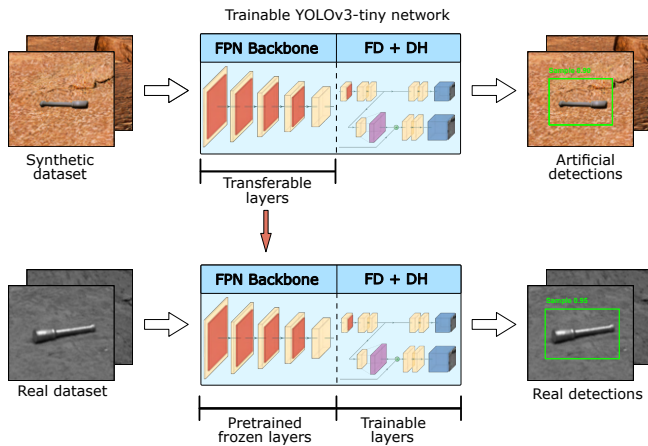 Trainable YOLOv3-tiny network
FPN Backbone
FD + DH
Synthetic
dataset
Artificial
detections
Transferable
layers
FPN Backbone
FD + DH
Sample 0.95
Real dataset
Real detections
Pretrained
frozen layers
Trainable
layers